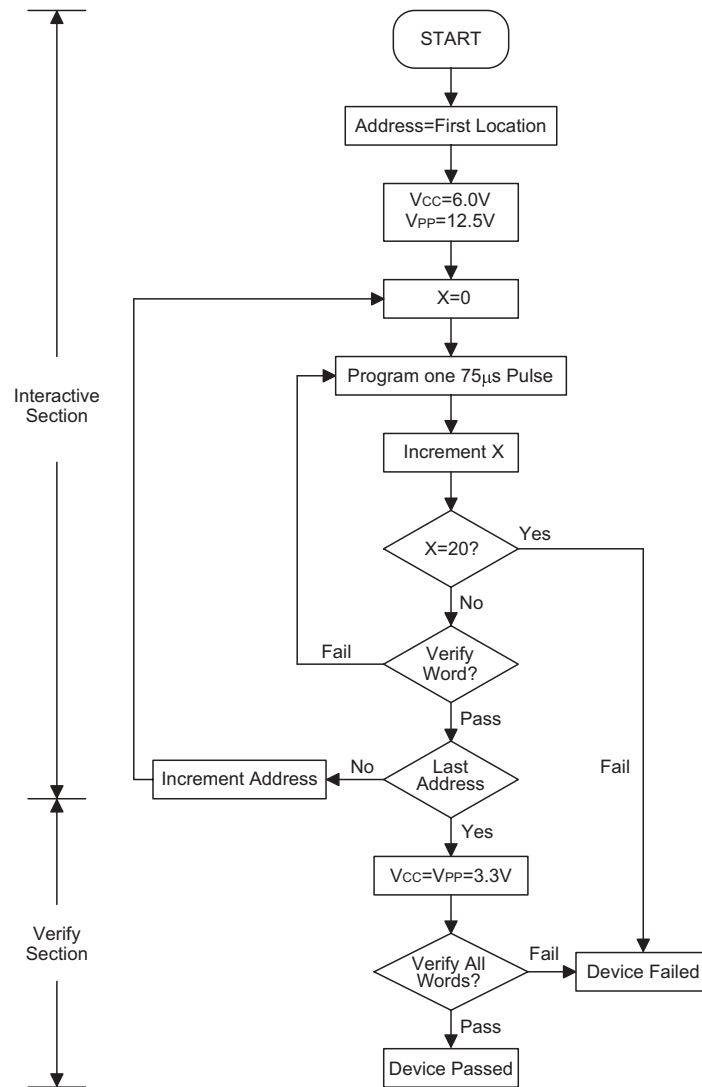 START
Address=First Location
VCC=6.0V
VPP=12.5V
X=0
Program one 75μs Pulse
Interactive
Section
Increment X
X=20?
Yes
No
Fail
Verify
Word?
Pass
Increment Address
No
Last
Address
Fail
Yes
VCC=VPP=3.3V
Verify
Section
Verify All
Words?
Fail
Device Failed
Pass
Device Passed